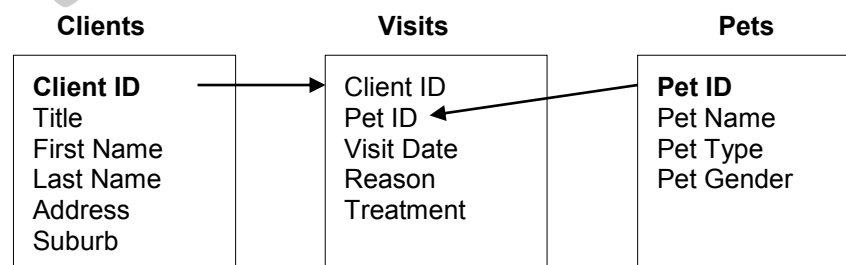 Clients
Visits
Pets
Client ID
Title
First Name
Last Name
Address
Suburb
Client ID
Pet ID
Visit Date
Reason
Treatment
Pet ID
Pet Name
Pet Type
Pet Gender